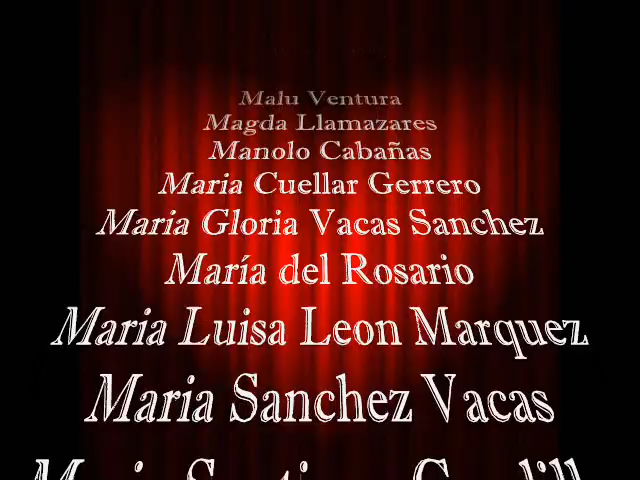 Malu Ventura
Magda Llamazares
Manolo Cabañas
Maria Cuellar Gerrero
Maria Gloria Vacas Sanchez
María del Rosario
Maria Luisa Leon Marquez
Maria Sanchez Vacas
Maria